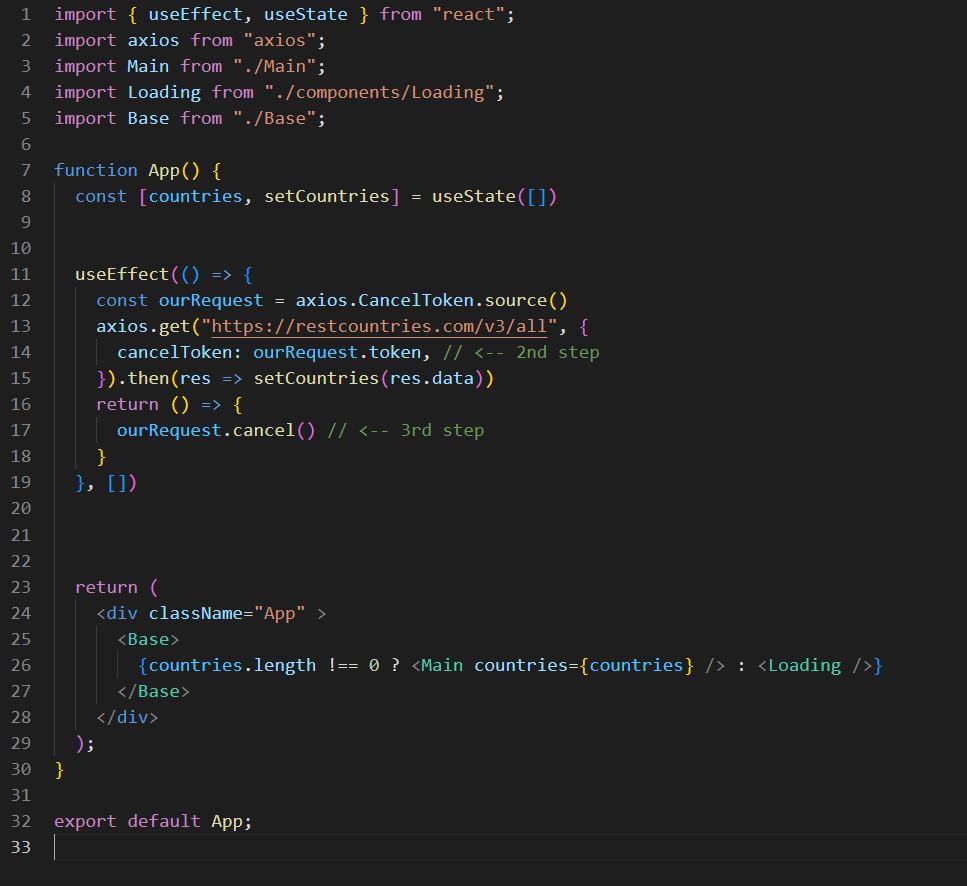 1 import { useEffect, useState } from "react";
2 import axios from "axios";
3 import Main from "./Main";
4 import Loading from "./components/Loading";
5 import Base from "./Base";
6
7 function App() {
8   const [countries, setCountries] = useState([])
9
10
11   useEffect(() => {
12     const ourRequest = axios.CancelToken.source()
13     axios.get("https://restcountries.com/v3/all", {
14       cancelToken: ourRequest.token, // <-- 2nd step
15     }).then(res => setCountries(res.data))
16     return () => {
17       ourRequest.cancel() // <-- 3rd step
18     }
19   }, [])
20
21
22
23   return (
24     <div className="App" >
25       <Base>
26         {countries.length !== 0 ? <Main countries={countries} /> : <Loading />}
27       </Base>
28     </div>
29   );
30 }
31
32 export default App;
33